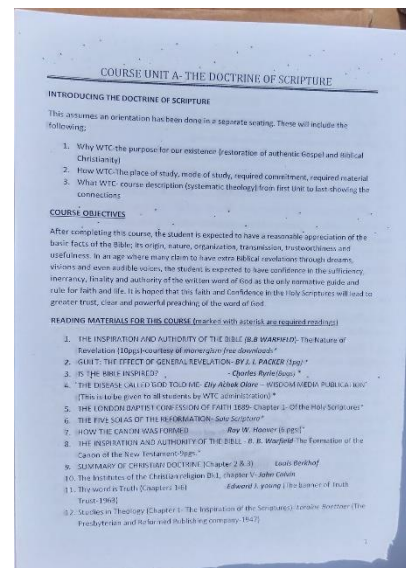 COURSE UNIT A- THE DOCTRINE OF SCRIPTURE
INTRODUCING THE DOCTRINE OF SCRIPTURE
This assumes an orientation has been done in a separate seating. These will include the
following;
1. Why WTC-the purpose for our existence (restoration of authentic Gospel and Biblical
Christianity)
2. How WTC-The place of study, mode of study, required commitment, required material
3. What WTC- course description (systematic theology) from first Unit to last-showing the
connections
COURSE OBJECTIVES
After completing this course, the student is expected to have a reasonable appreciation of the
basic facts of the Bible; its origin, nature, organization, transmission, trustworthiness and
usefulness. In an age where many claim to have extra Biblical revelations through dreams,
visions and even audible voices, the student is expected to have confidence in the sufficiency,
inerrancy, finality and authority of the written word of God as the only normative guide and
rule for faith and life. It is hoped that this faith and Confidence in the Holy Scriptures will lead to
greater trust, clear and powerful preaching of the word of God
READING MATERIALS FOR THIS COURSE (marked with asterisk are required readings)
1. THE INSPIRATION AND AUTHORITY OF THE BIBLE (B.B WARFIELD)- The Nature of
Revelation (10pgs) courtesy of monergism free downloads*
2. GUILT: THE EFFECT OF GENERAL REVELATION- BY J. I. PACKER (1pg)*
3. IS THE BIBLE INSPIRED? - Charles Ryrie *
4. "THE DISEASE CALLED GOD TOLD ME- Elly Achok Olare – WISDOM MEDIA PUBLICATION"
(This is to be given to all students by WTC administration) *
5. THE LONDON BAPTIST CONFESSION OF FAITH 1689- Chapter 1- Of the Holy Scriptures*
6. THE FIVE SOLAS OF THE REFORMATION- Sola Scriptura*
7. HOW THE CANON WAS FORMED - Roy W. Hoover (6 pgs)*
8. THE INSPIRATION AND AUTHORITY OF THE BIBLE - B. B. Warfield-The Formation of the
Canon of the New Testament- *
9. SUMMARY OF CHRISTIAN DOCTRINE (Chapter 2 & 3) Louis Berkhof
10. The Institutes of the Christian religion Bk1, chapter - John Calvin
11. Thy word is Truth (Chapters 1-6) Edward J. young (The banner of Truth
Trust-1963)
12. Studies in Theology (Chapter 1- The Inspiration of the Scriptures) Loraine Boettner (The
Presbyterian and Reformed Publishing company-1947)
1